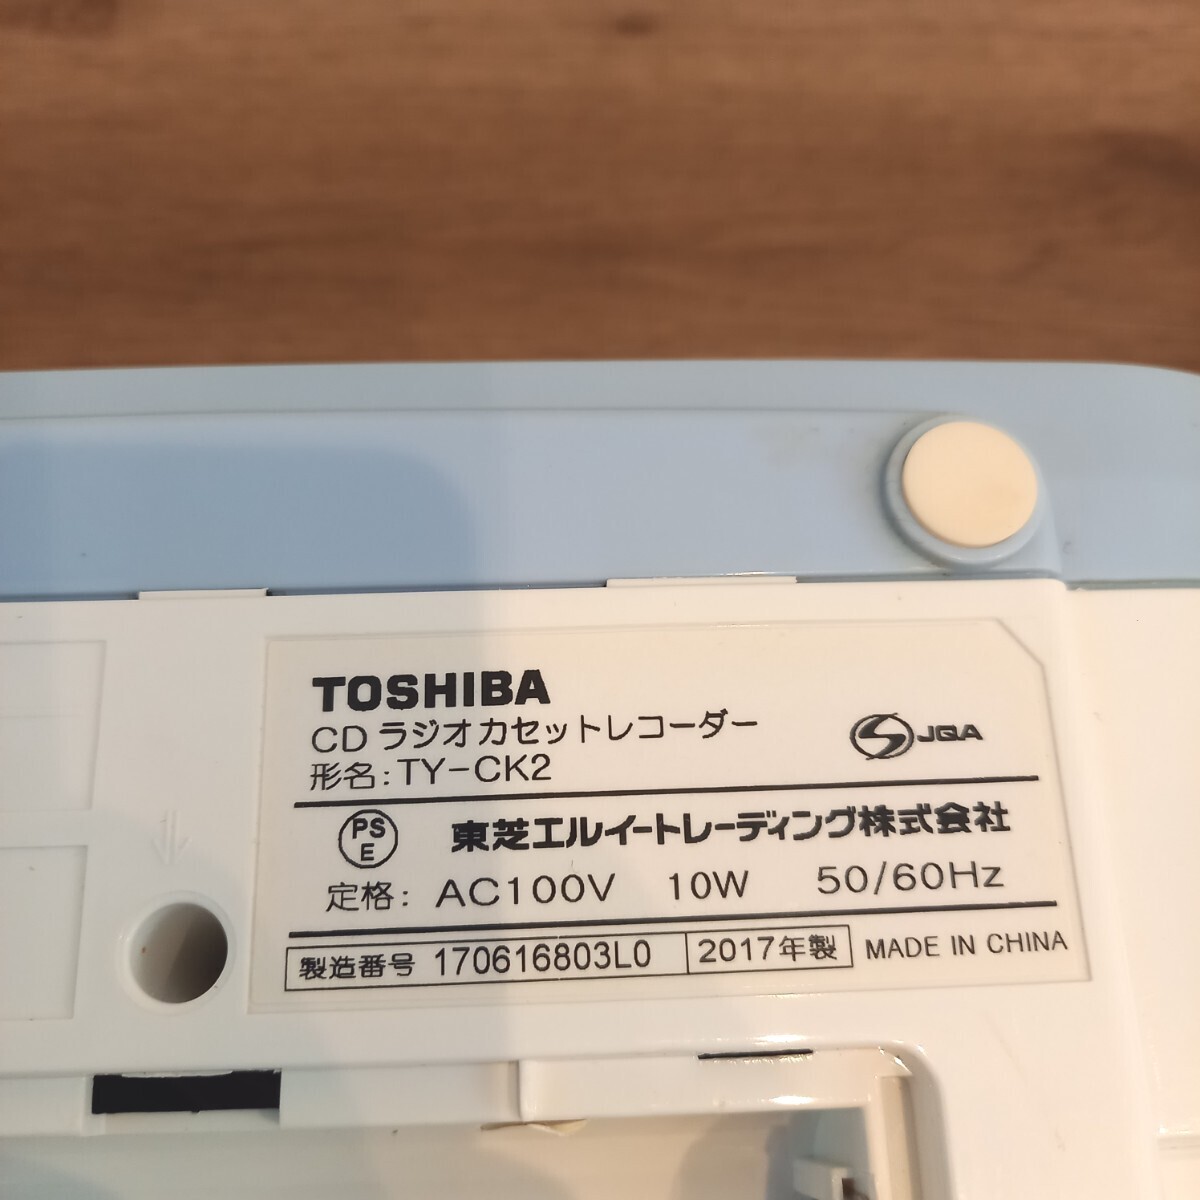 TOSHIBA
CD ラジオカセットレコーダー
形名:TY-CK2
JQA
PS
E
東芝エルイートレーディング株式会社
定格: AC100V 10W 50/60Hz
製造番号 170616803L0 2017年製 MADE IN CHINA